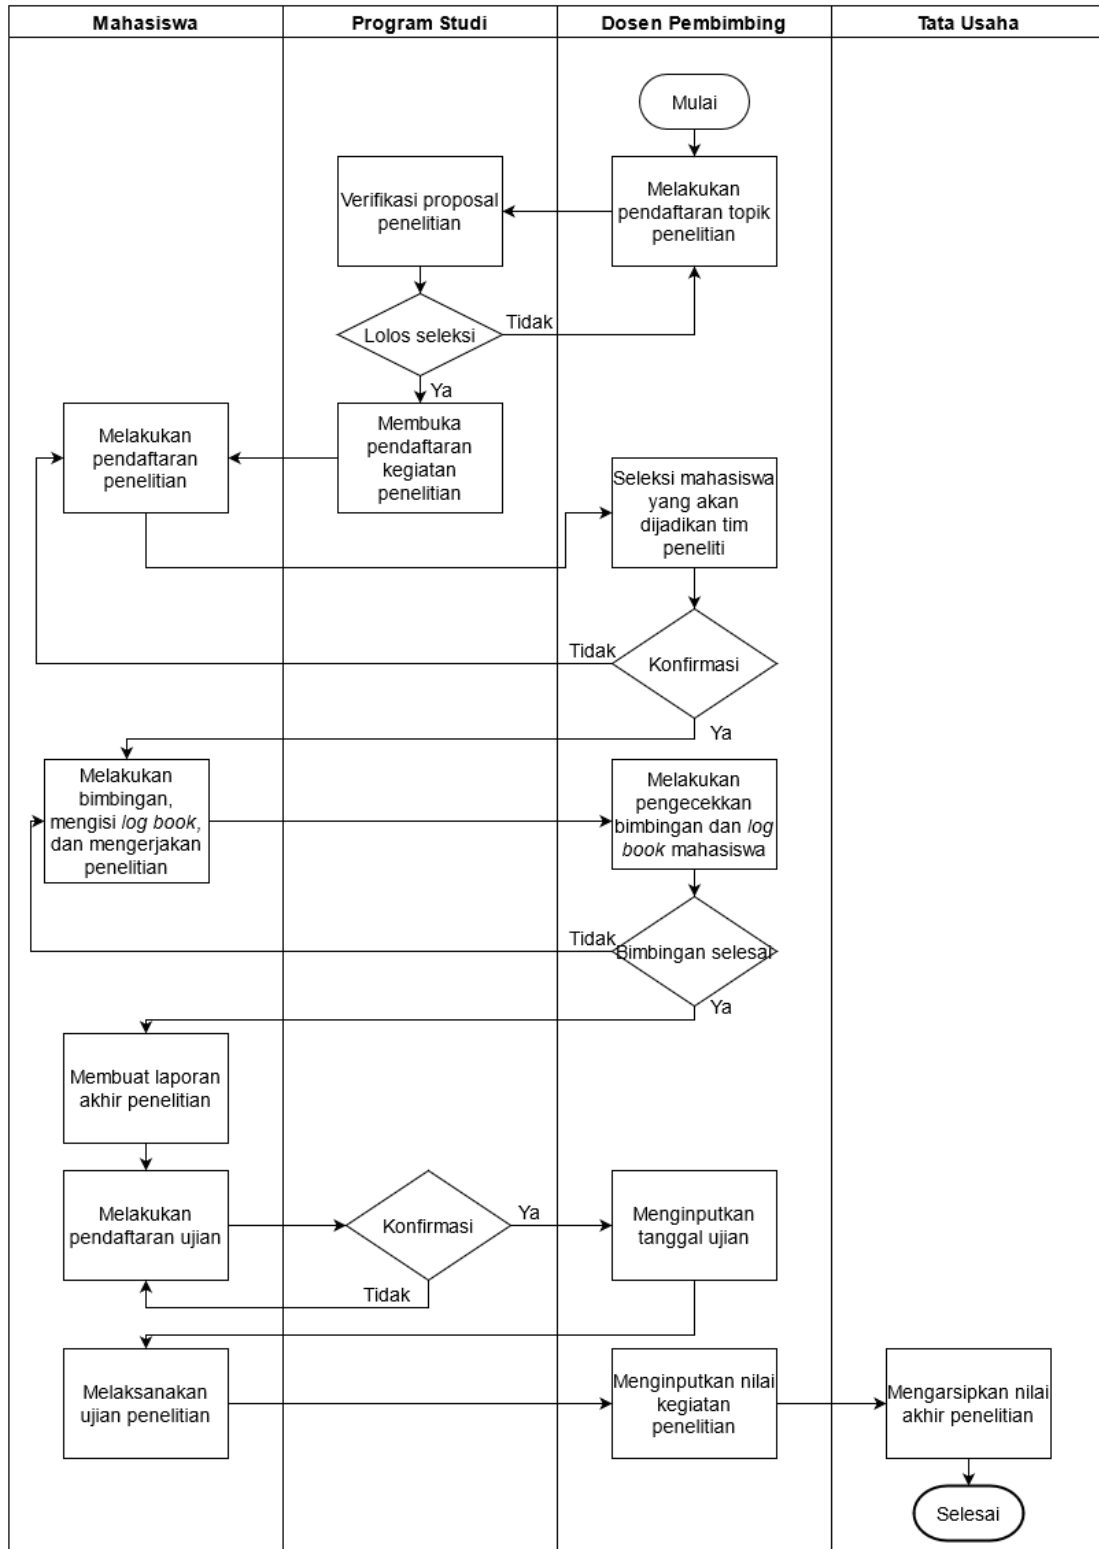 Mahasiswa
Program Studi
Dosen Pembimbing
Tata Usaha
Mulai
Melakukan
pendaftaran topik
penelitian
Verifikasi proposal
penelitian
Lolos seleksi
Tidak
Ya
Membuka
pendaftaran
kegiatan
penelitian
Melakukan
pendaftaran
penelitian
Seleksi mahasiswa
yang akan
dijadikan tim
peneliti
Konfirmasi
Tidak
Ya
Melakukan
bimbingan,
mengisi log book,
dan mengerjakan
penelitian
Melakukan
pengecekkan
bimbingan dan log
book mahasiswa
Bimbingan selesai
Tidak
Ya
Membuat laporan
akhir penelitian
Melakukan
pendaftaran ujian
Konfirmasi
Ya
Tidak
Menginputkan
tanggal ujian
Melaksanakan
ujian penelitian
Menginputkan nilai
kegiatan
penelitian
Mengarsipkan nilai
akhir penelitian
Selesai